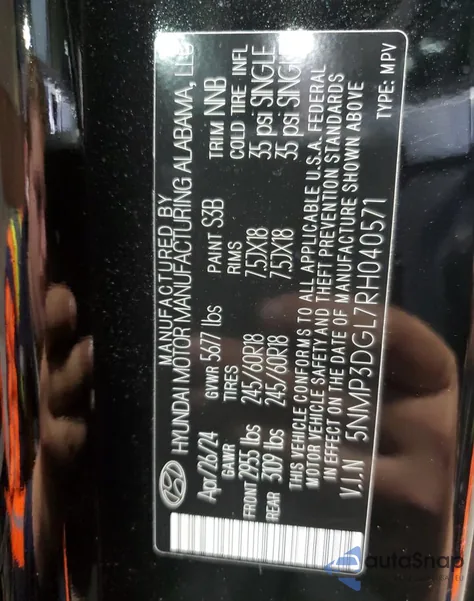 MANUFACTURED BY
HYUNDAI MOTOR MANUFACTURING ALABAMA, LLC
Apr/26/24 GVWR 5677 lbs PAINT S3B TRIM NNB
GAWR TIRES RIMS COLD TIRE INFL
FRONT 2955 lbs 245/60R18 7.5JX18 35 psi SINGLE
REAR 3109 lbs 245/60R18 7.5JX18 35 psi SINGLE
THIS VEHICLE CONFORMS TO ALL APPLICABLE U.S.A. FEDERAL
MOTOR VEHICLE SAFETY AND THEFT PREVENTION STANDARDS
IN EFFECT ON THE DATE OF MANUFACTURE SHOWN ABOVE
V.I.N 5NMP3DGL7RH040571 TYPE: MPV
autaSnap